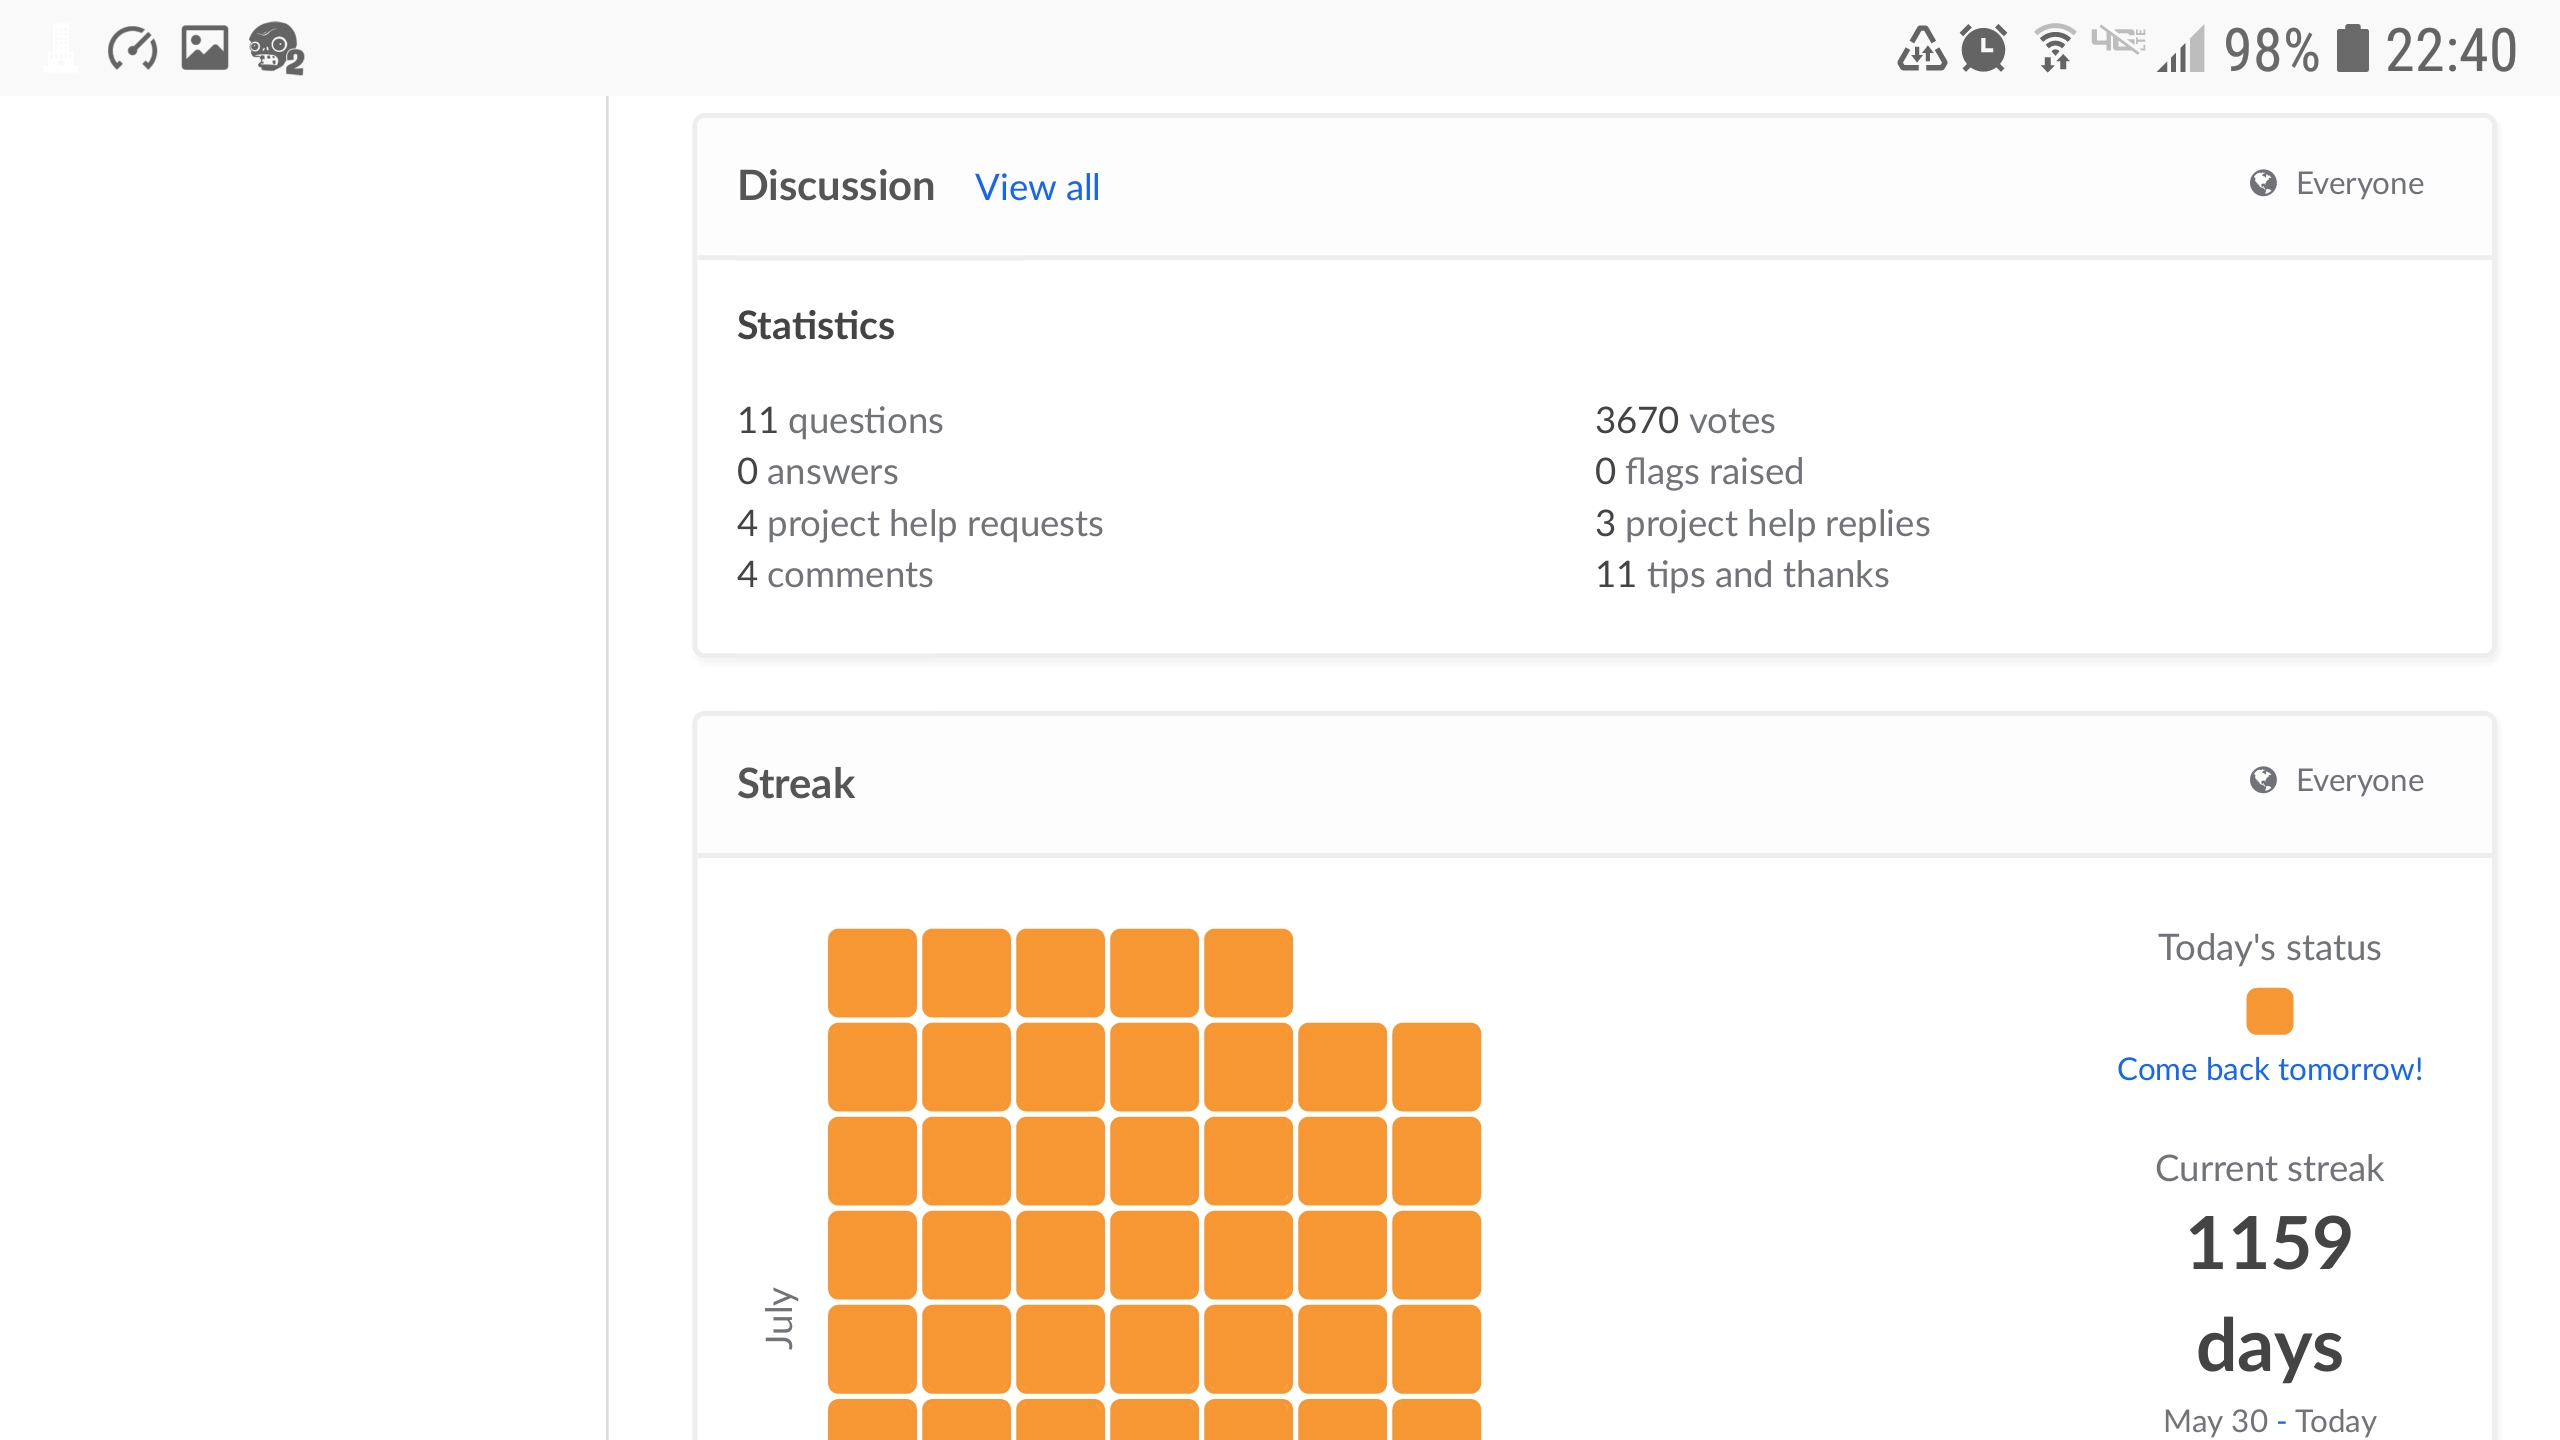 98% 22:40
Discussion View all Everyone
Statistics
11 questions
0 answers
4 project help requests
4 comments
3670 votes
0 flags raised
3 project help replies
11 tips and thanks
Streak Everyone
July
Today's status
Come back tomorrow!
Current streak
1159
days
May 30 - Today